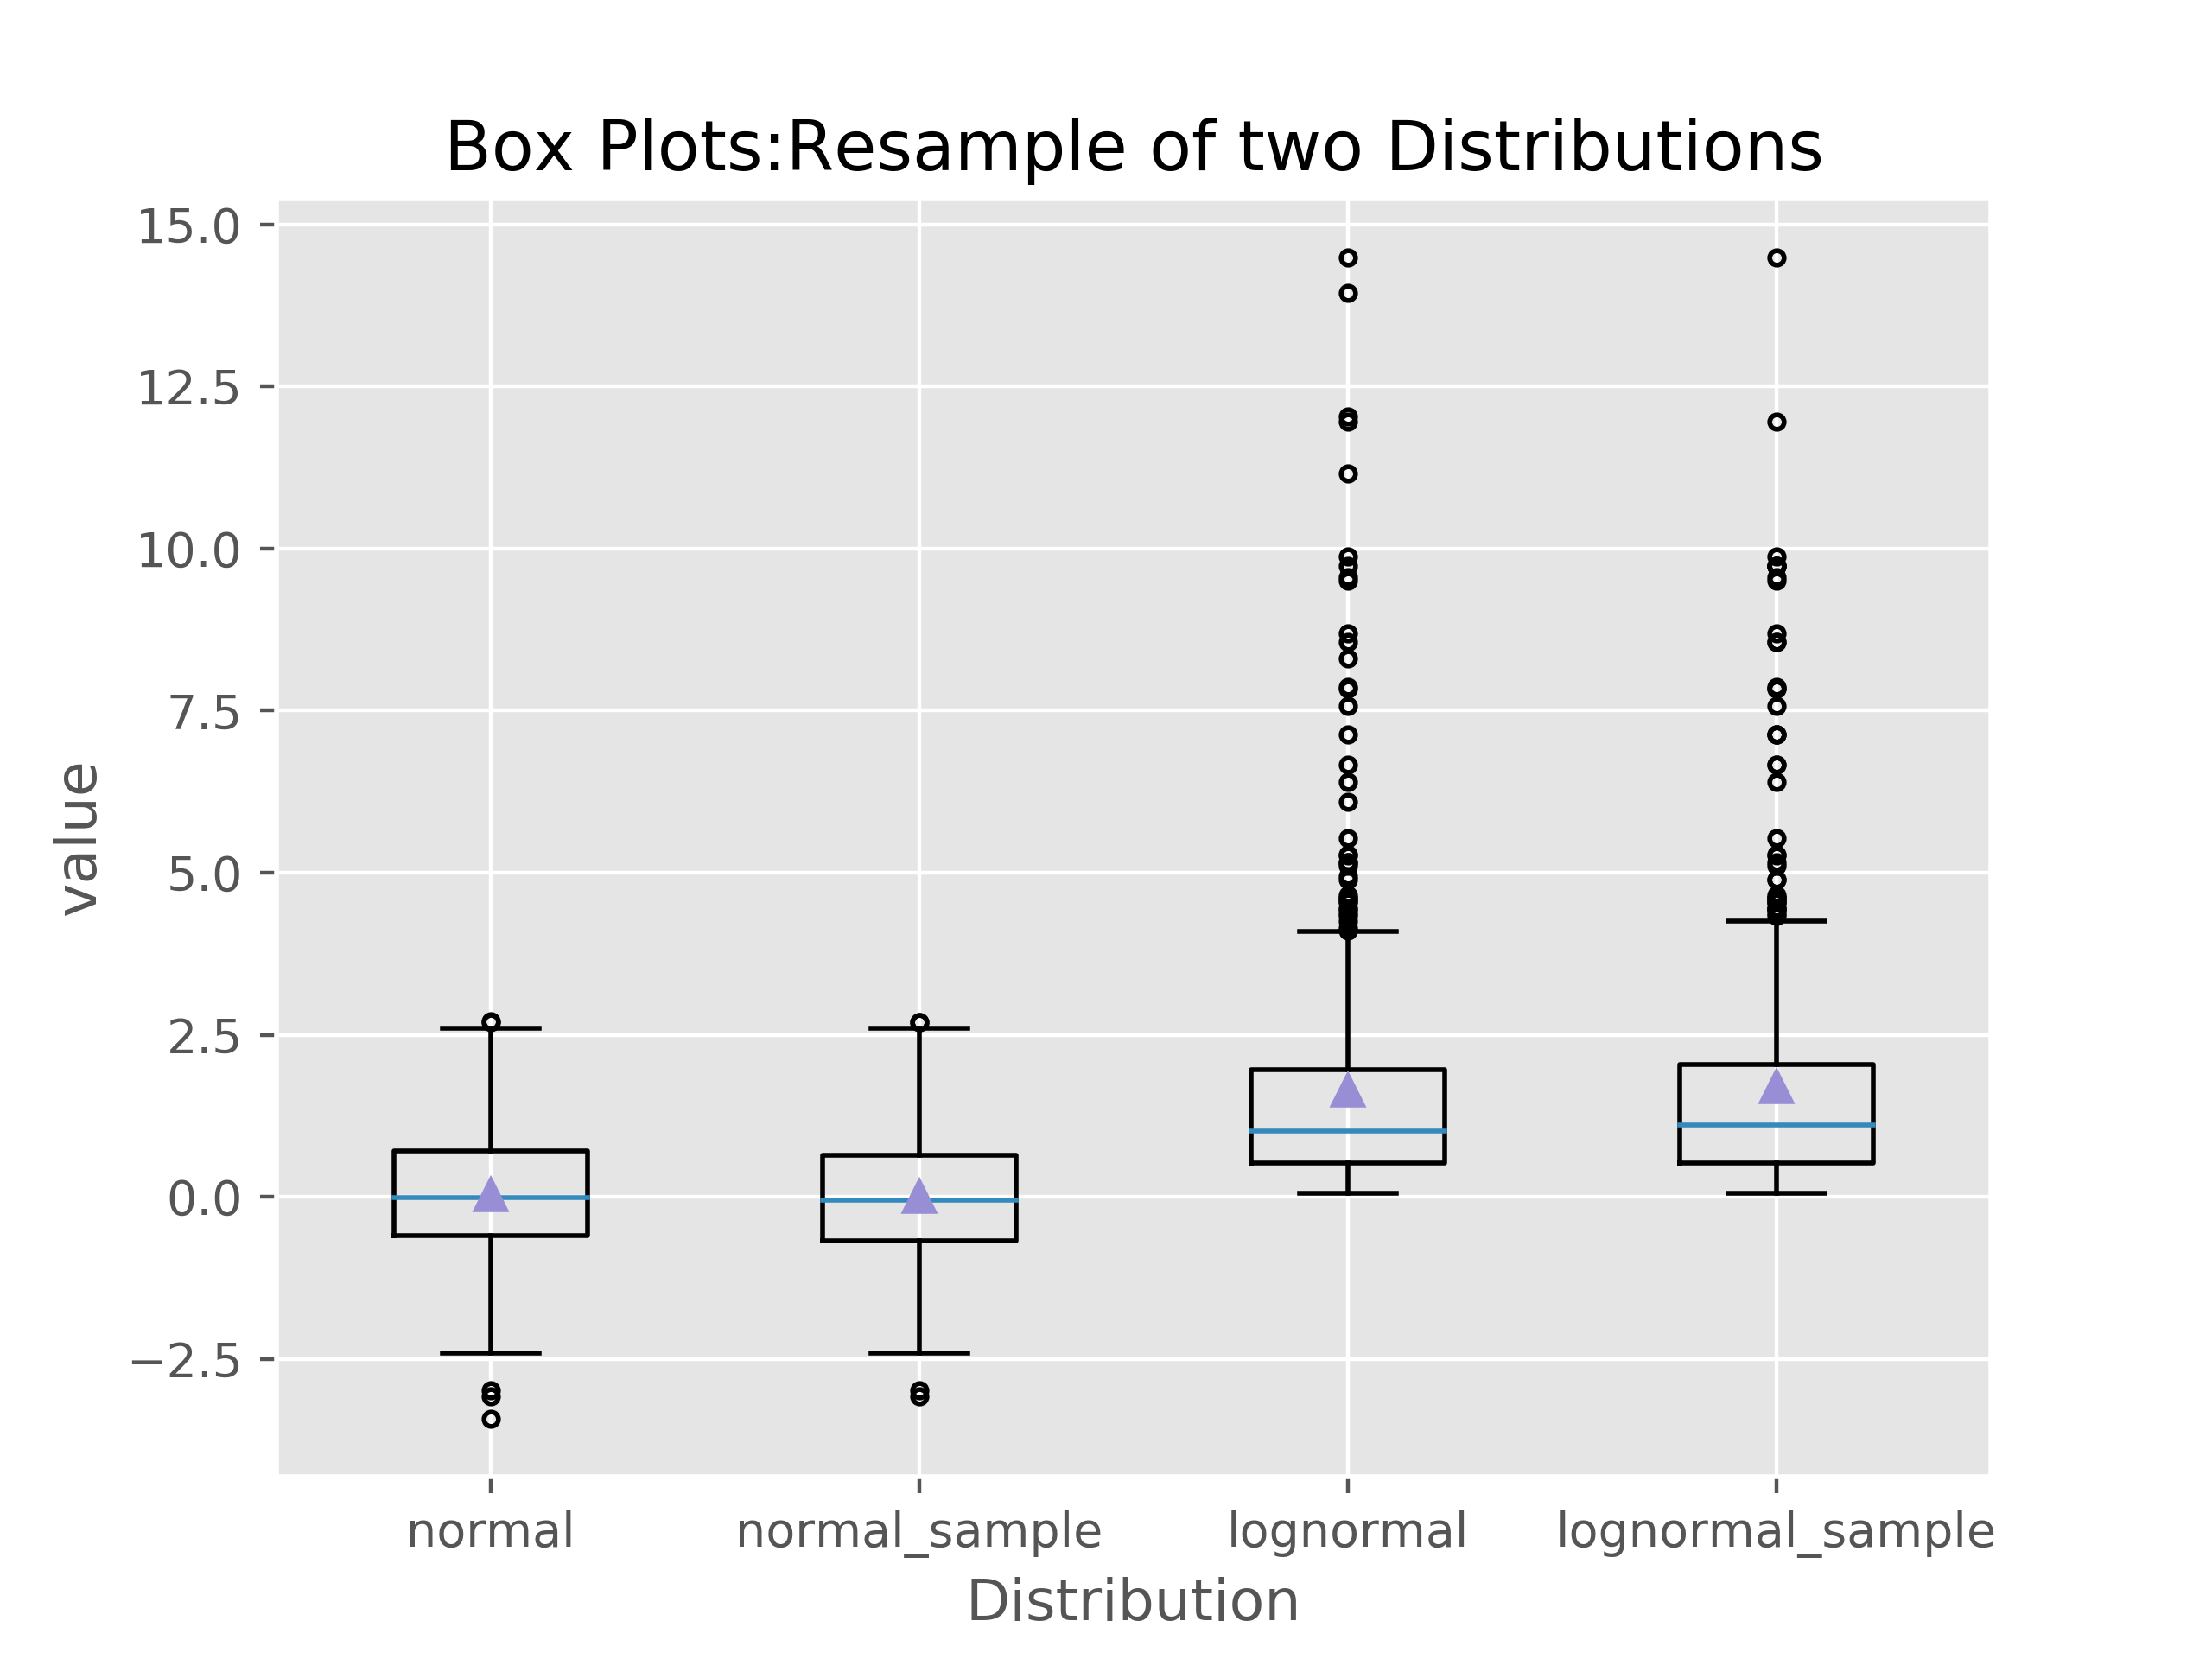 Box Plots:Resample of two Distributions
15.0
12.5
10.0
7.5
5.0
2.5
0.0
−2.5
value
normal normal_sample lognormal lognormal_sample
Distribution